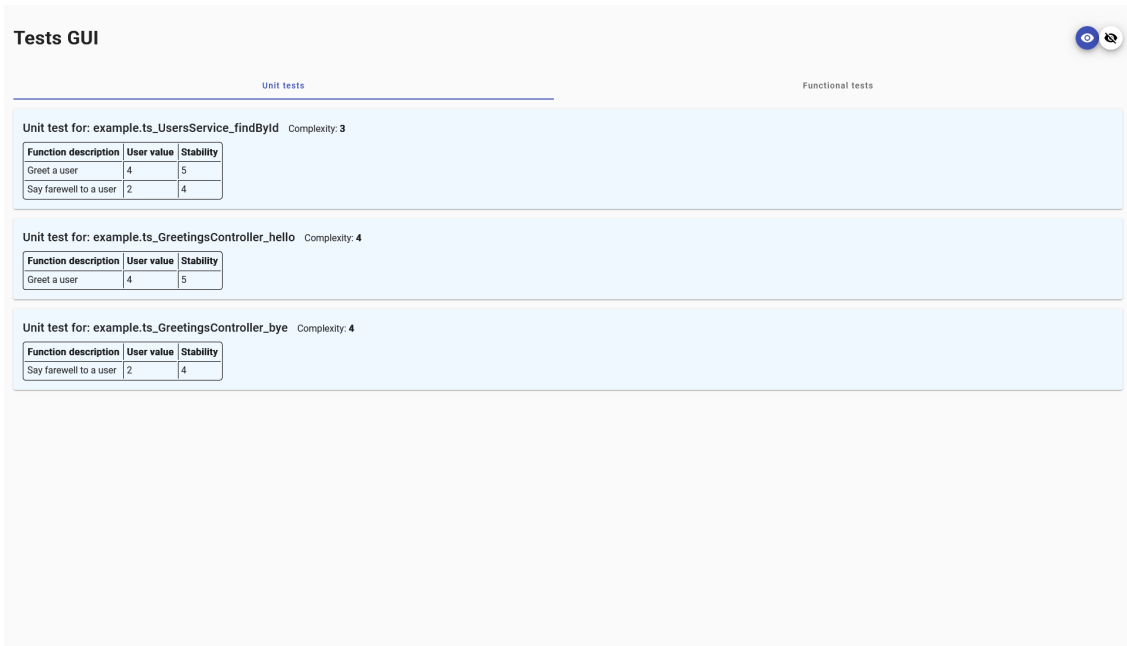 Tests GUI
Unit tests Functional tests
Unit test for: example.ts_UsersService_findById Complexity: 3
Function description User value Stability
Greet a user 4 5
Say farewell to a user 2 4
Unit test for: example.ts_GreetingsController_hello Complexity: 4
Function description User value Stability
Greet a user 4 5
Unit test for: example.ts_GreetingsController_bye Complexity: 4
Function description User value Stability
Say farewell to a user 2 4